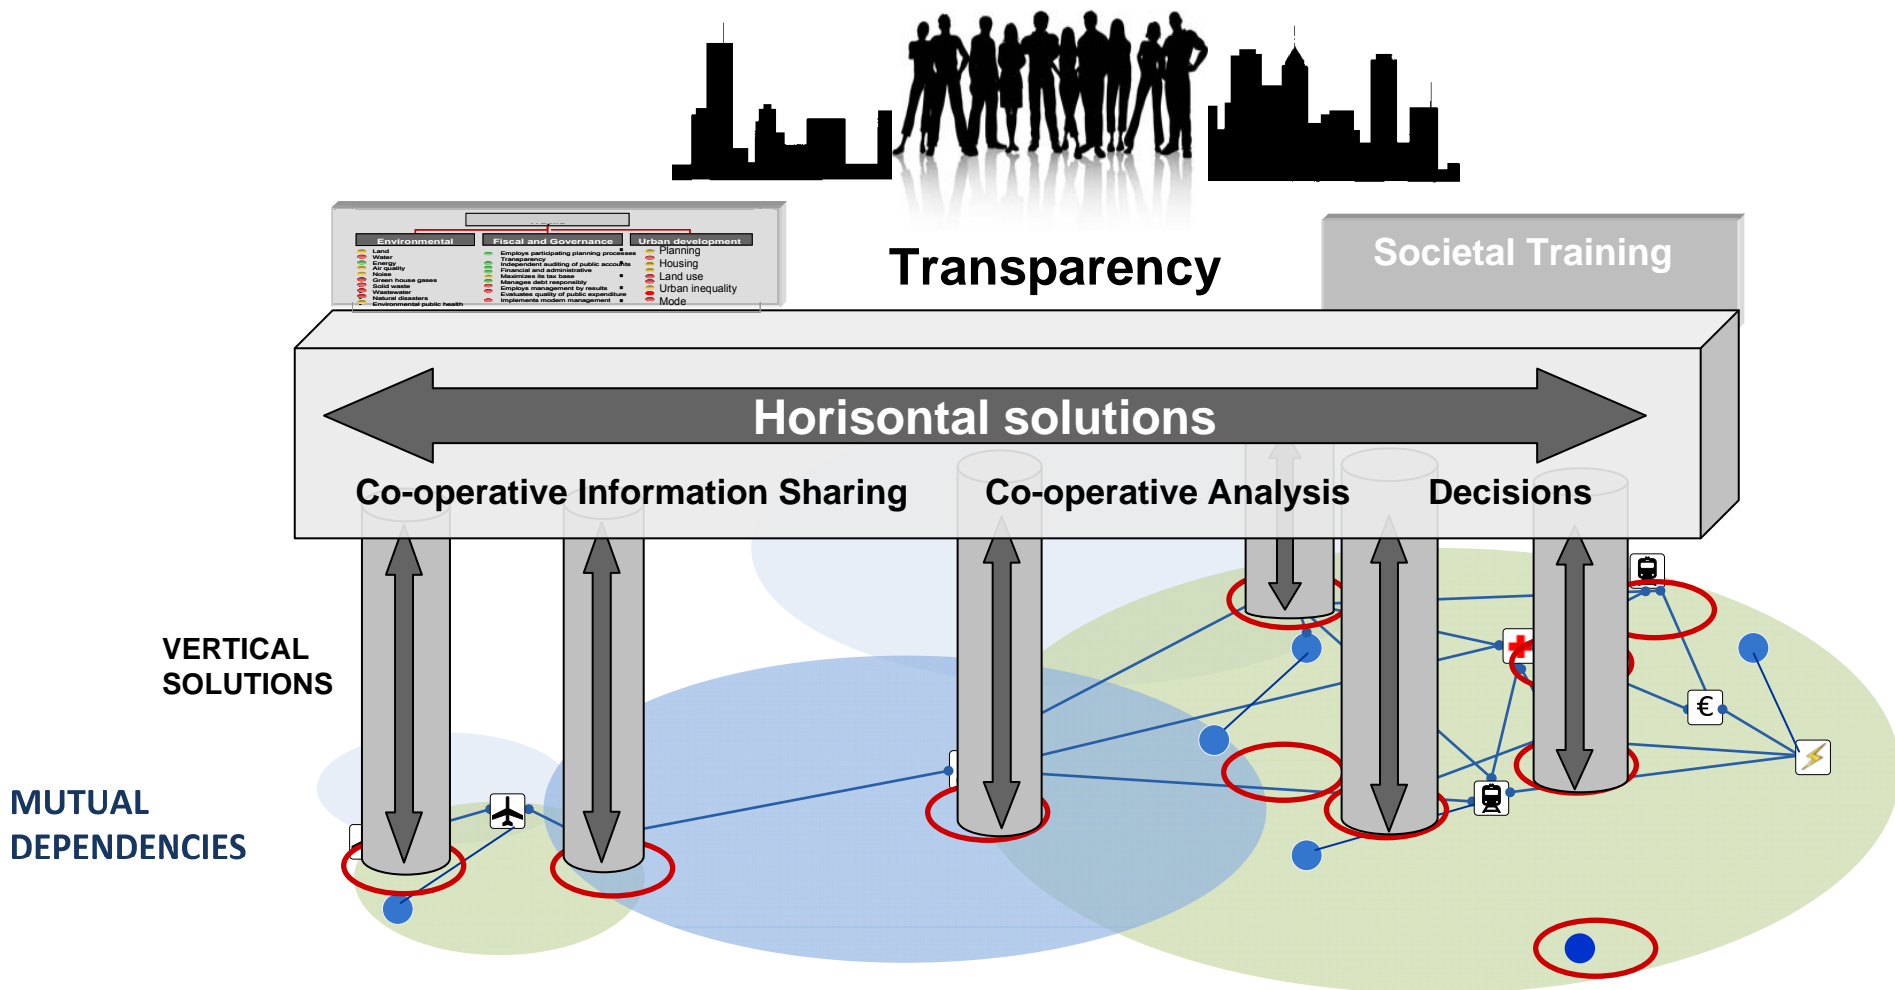 Environmental
Land
Water
Energy
Air quality
Noise
Green house gases
Solid waste
Wastewater
Natural disasters
Environmental public health
Fiscal and Governance
Employs participating planning processes
Transparency
Independent auditing of public accounts
Financial and administrative
Maximizes its tax base
Manages debt responsibly
Employs management by results
Evaluates quality of public expenditure
Implements modern management
Urban development
Planning
Housing
Land use
Urban inequality
Mode
Transparency
Societal Training
Horisontal solutions
Co-operative Information Sharing
Co-operative Analysis
Decisions
VERTICAL
SOLUTIONS
€
MUTUAL
DEPENDENCIES